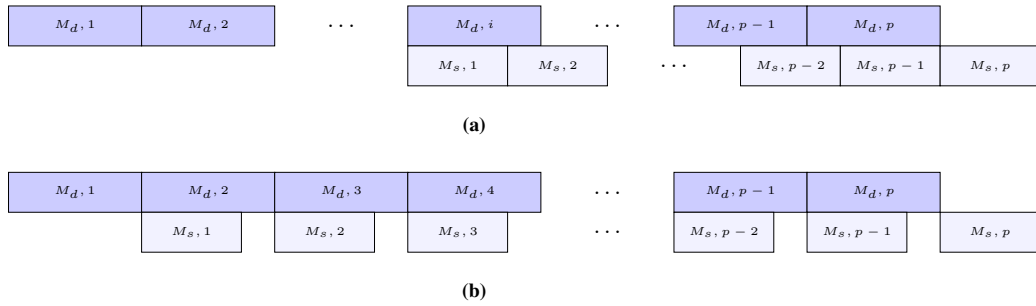 M_d, 1 M_d, 2 ··· M_d, i ··· M_d, p − 1 M_d, p
M_s, 1 M_s, 2 ··· M_s, p − 2 M_s, p − 1 M_s, p
(a)
M_d, 1 M_d, 2 M_d, 3 M_d, 4 ··· M_d, p−1 M_d, p
M_s, 1 M_s, 2 M_s, 3 ··· M_s, p − 2 M_s, p − 1 M_s, p
(b)